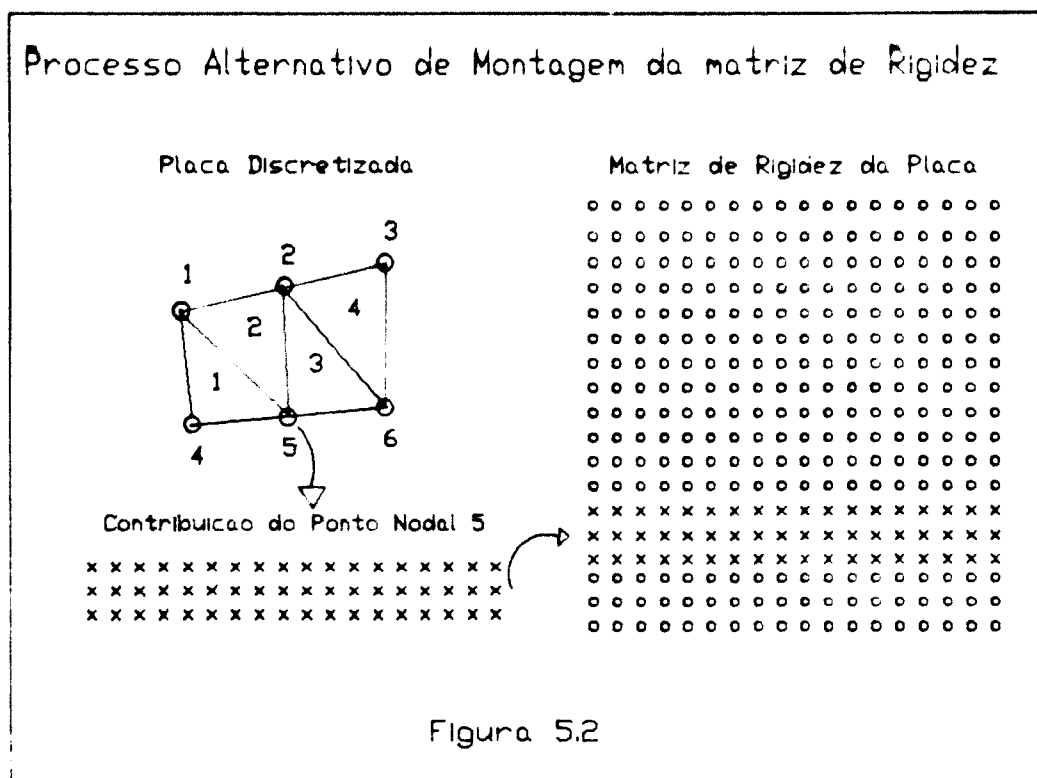 Processo Alternativo de Montagem da matriz de Rigidez
Placa Discretizada
Matriz de Rigidez da Placa
3
2
1
4
2
3
1
4
5
6
Contribuicao do Ponto Nodal 5
x x x x x x x x x x x x x x x x x x
x x x x x x x x x x x x x x x x x x
x x x x x x x x x x x x x x x x x x
o o o o o o o o o o o o o o o o o o
o o o o o o o o o o o o o o o o o o
o o o o o o o o o o o o o o o o o o
o o o o o o o o o o o o o o o o o o
o o o o o o o o o o o o o o o o o o
o o o o o o o o o o o o o o o o o o
o o o o o o o o o o o o o o o o o o
o o o o o o o o o o o o o o o o o o
o o o o o o o o o o o o o o o o o o
o o o o o o o o o o o o o o o o o o
o o o o o o o o o o o o o o o o o o
o o o o o o o o o o o o o o o o o o
x x x x x x x x x x x x x x x x x x
x x x x x x x x x x x x x x x x x x
x x x x x x x x x x x x x x x x x x
o o o o o o o o o o o o o o o o o o
o o o o o o o o o o o o o o o o o o
o o o o o o o o o o o o o o o o o o
Figura 5.2